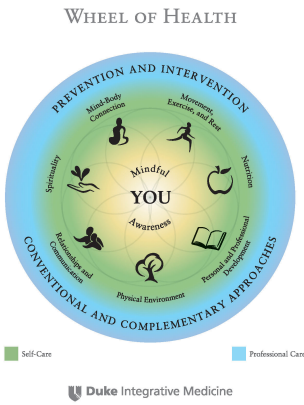 WHEEL OF HEALTH
PREVENTION AND INTERVENTION
Mind-Body
Connection
Movement,
Exercise, and Rest
Spirituality
Nutrition
Mindful
YOU
Awareness
Relationships and
Communication
Personal and Professional
Development
Physical Environment
CONVENTIONAL AND COMPLEMENTARY APPROACHES
Self-Care
Professional Care
Duke Integrative Medicine